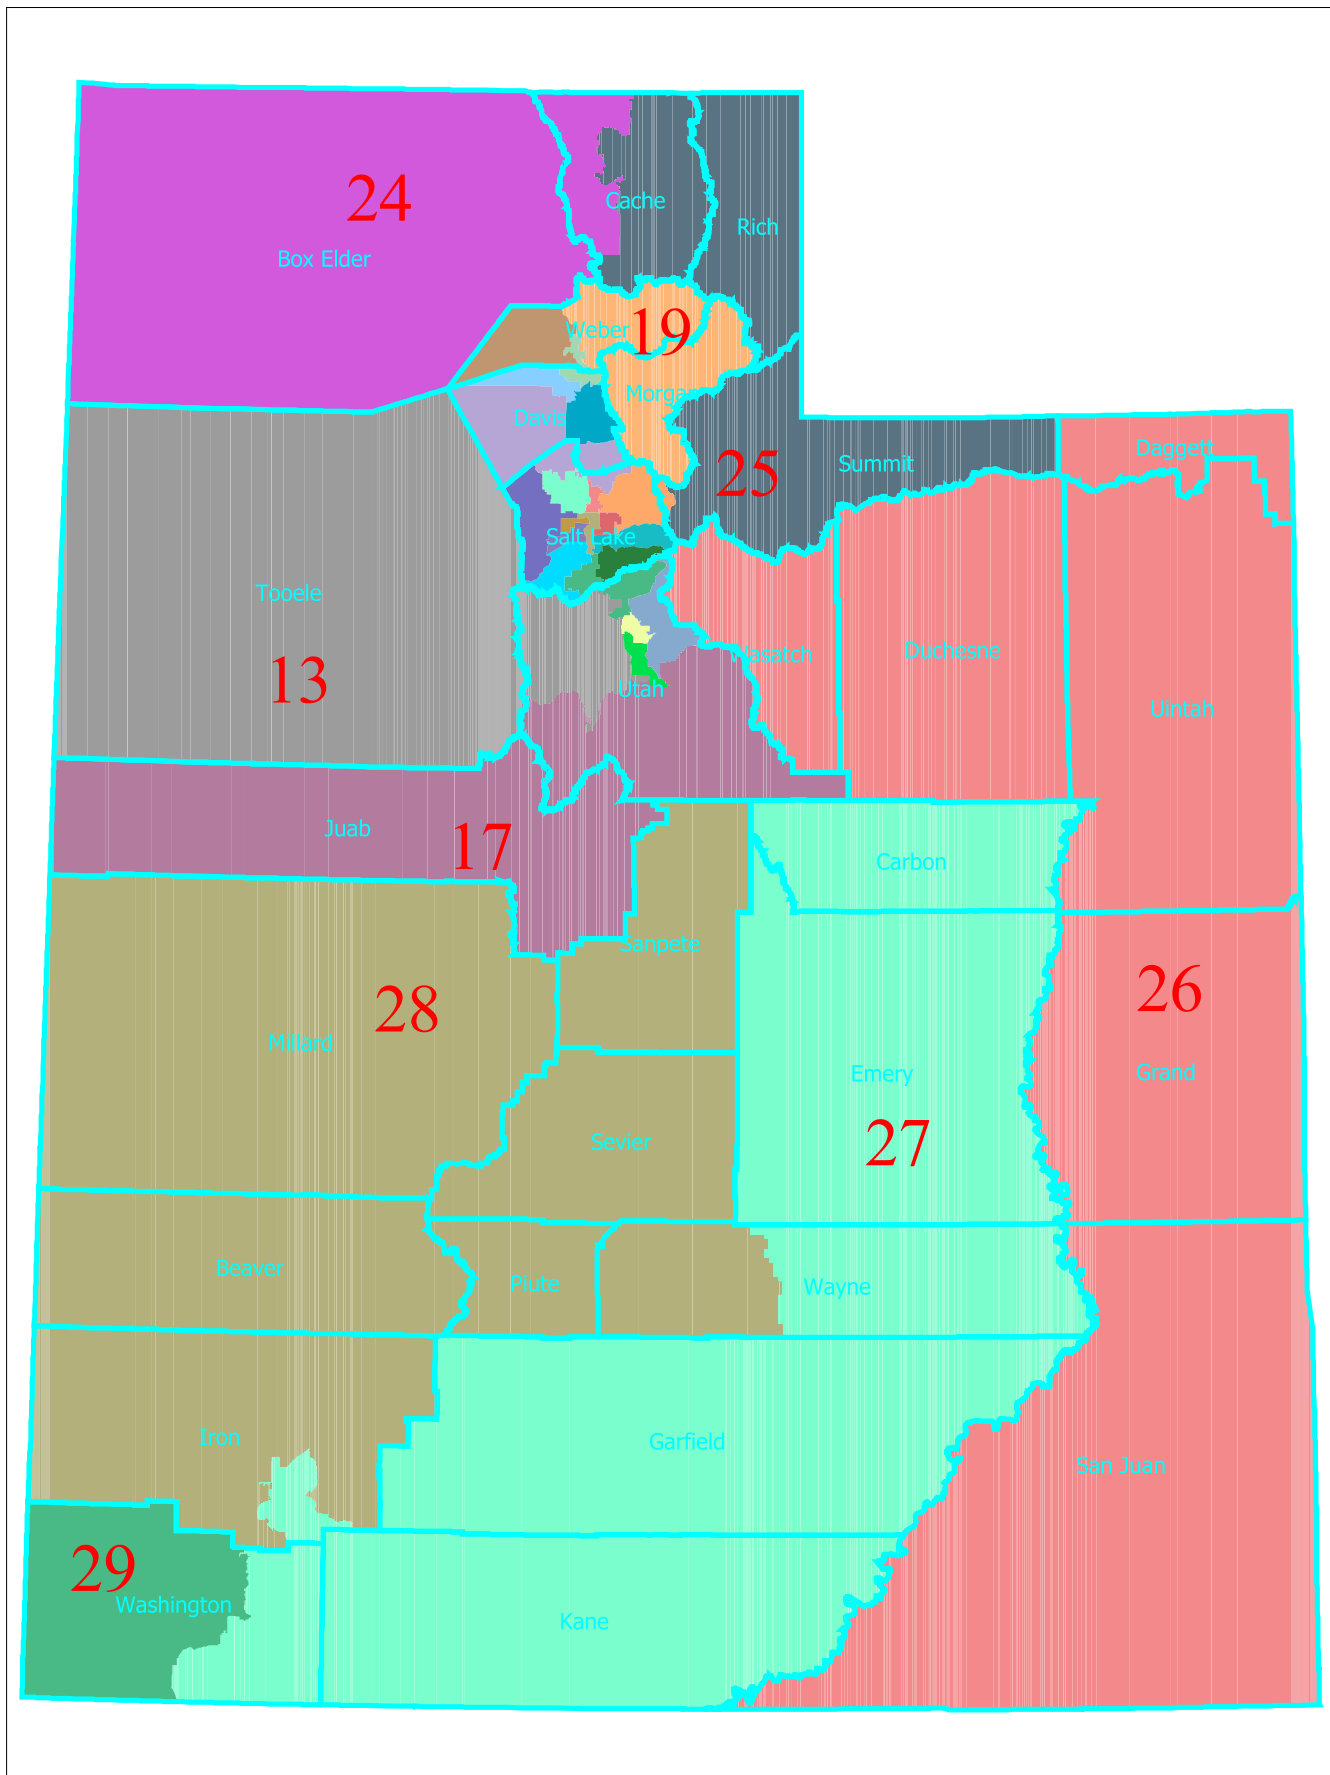 24
Cache
Rich
Box Elder
Weber
19
Morgan
Davis
Daggett
Summit
25
Salt Lake
Tooele
13
Wasatch
Duchesne
Utah
Uintah
Juab
17
Carbon
Sanpete
28
26
Millard
Emery
Grand
27
Sevier
Beaver
Piute
Wayne
Iron
Garfield
San Juan
29
Washington
Kane